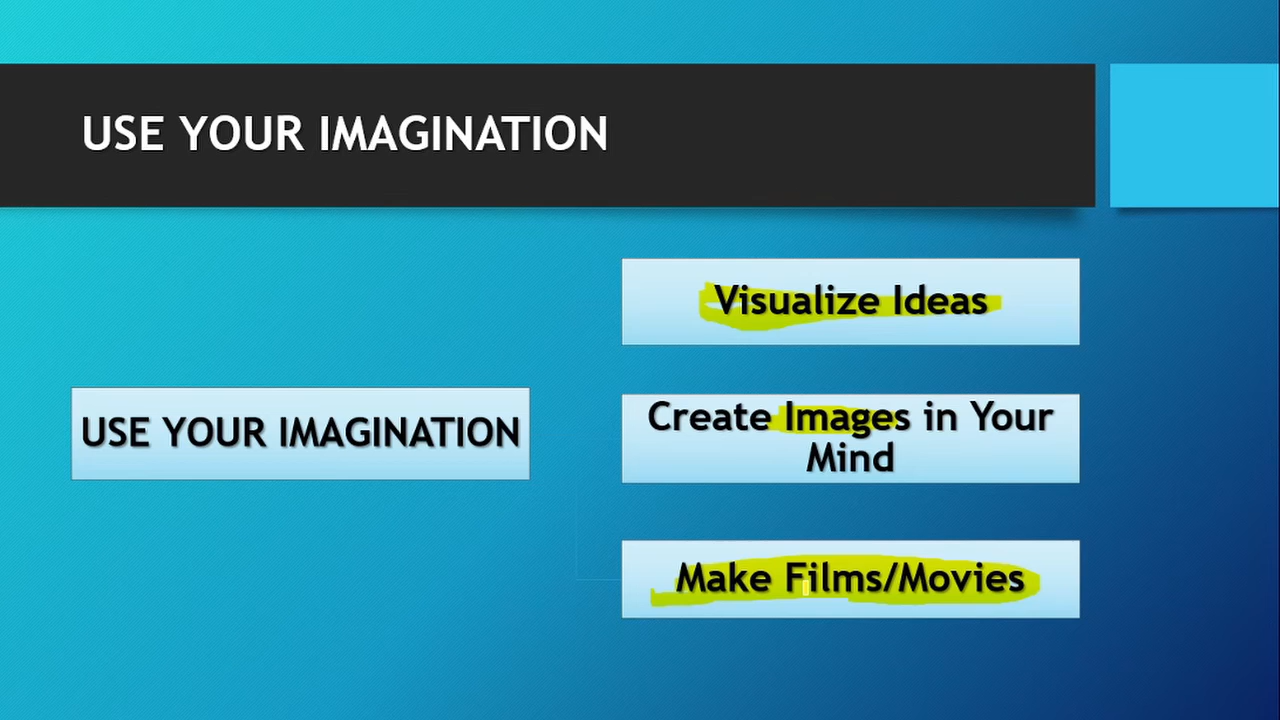 USE YOUR IMAGINATION
USE YOUR IMAGINATION
Visualize Ideas
Create Images in Your
Mind
Make Films/Movies